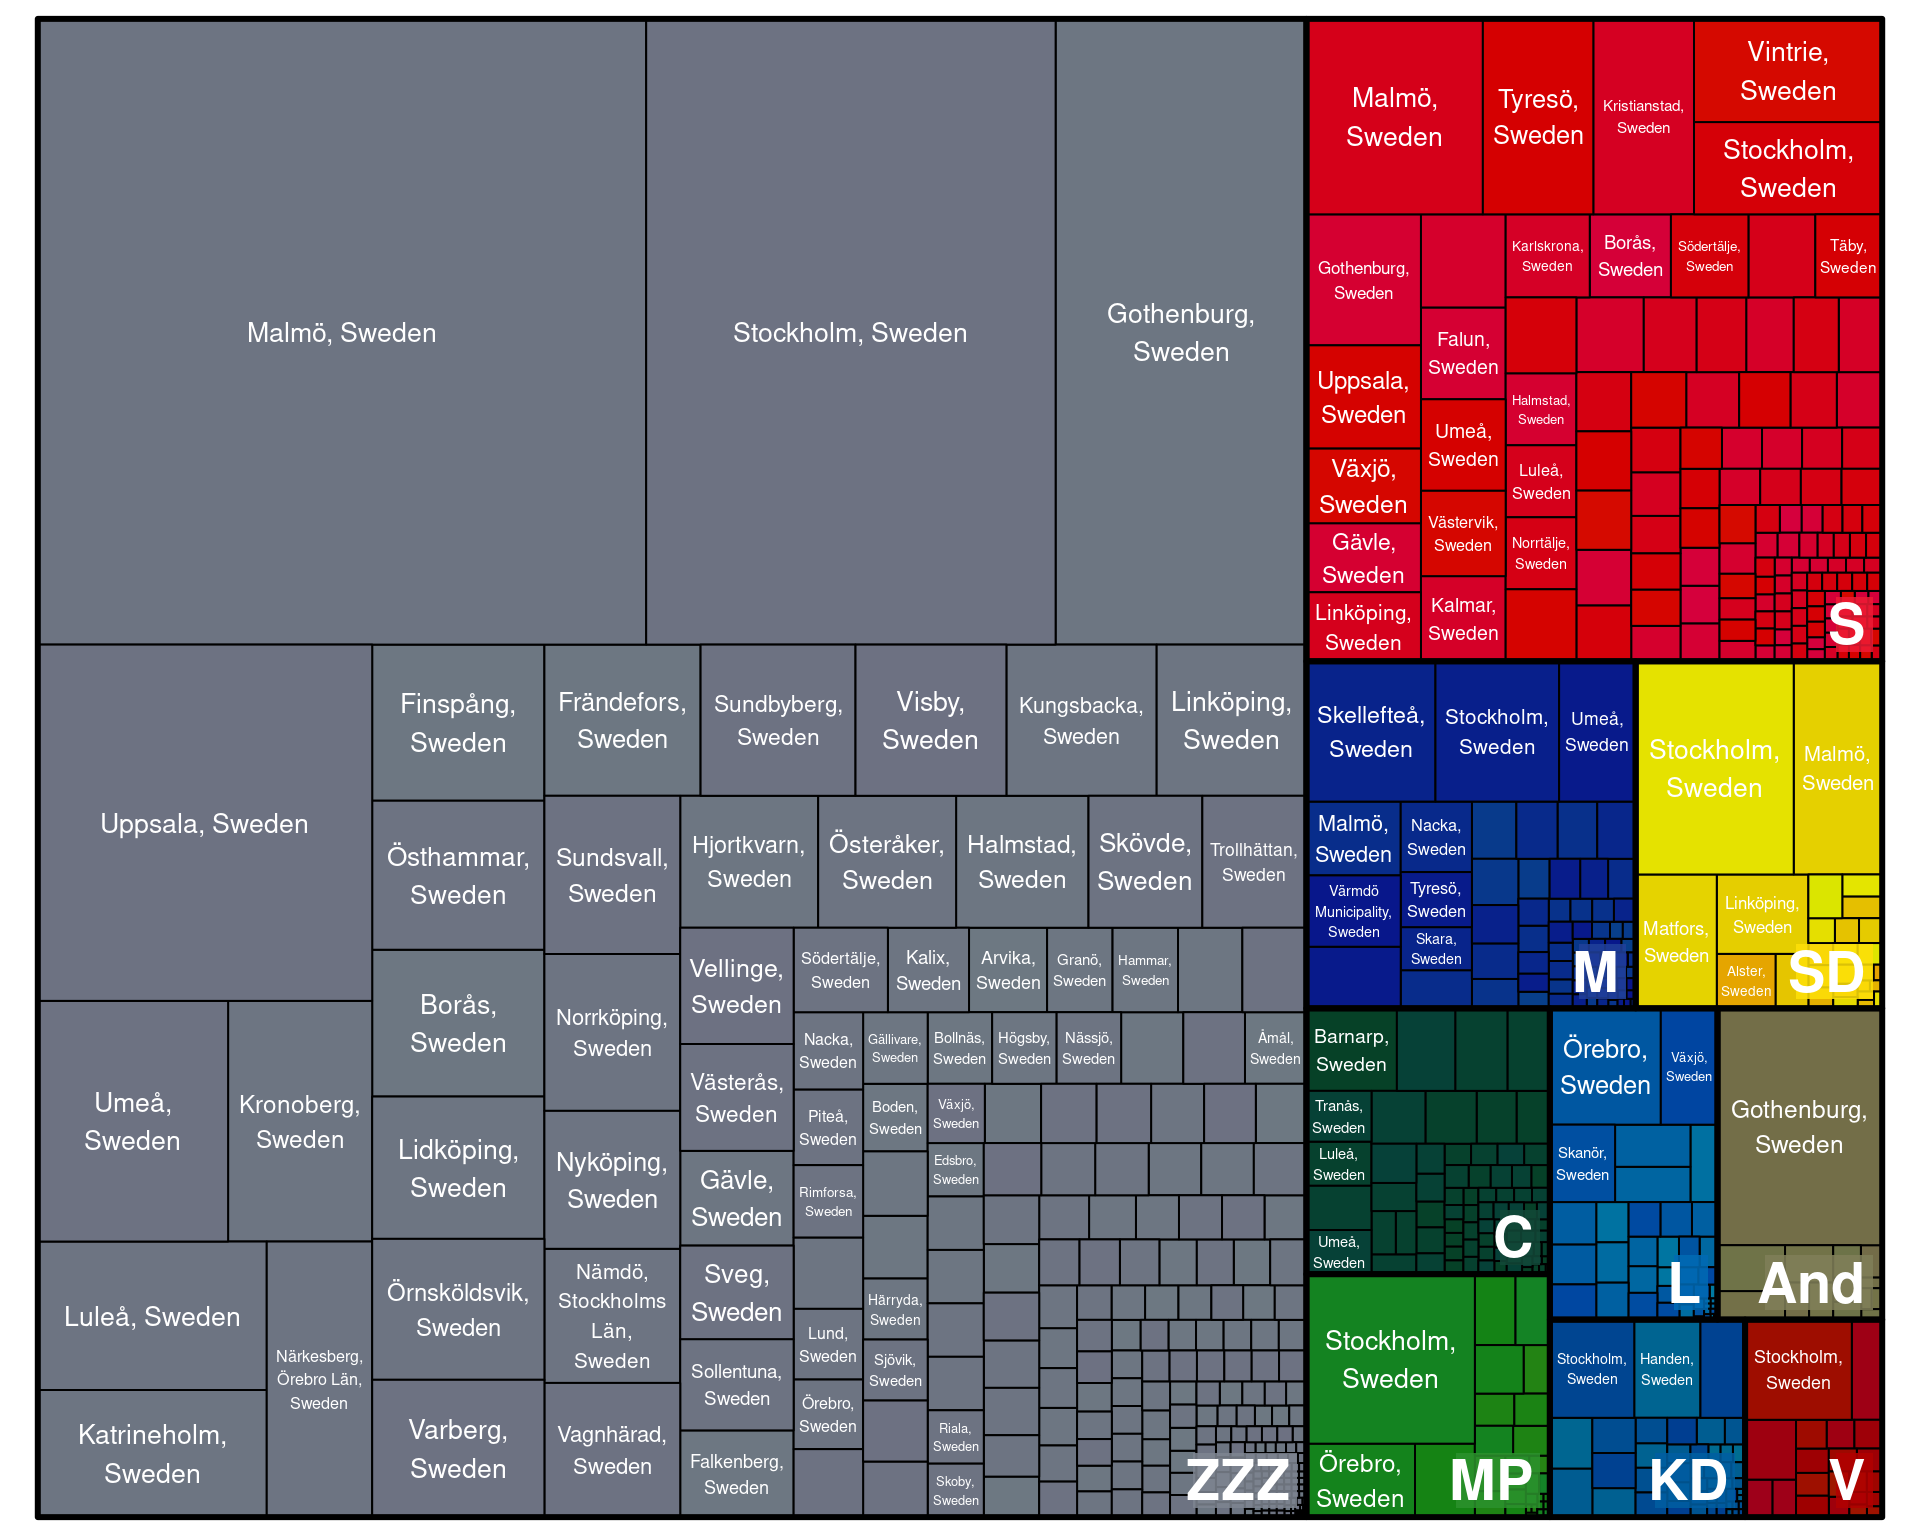 Malmö, Sweden
Stockholm, Sweden
Gothenburg,
Sweden
Uppsala, Sweden
Umeå,
Sweden
Kronoberg,
Sweden
Luleå, Sweden
Katrineholm,
Sweden
Närkesberg,
Örebro Län,
Sweden
Finspång,
Sweden
Östhammar,
Sweden
Borås,
Sweden
Lidköping,
Sweden
Örnsköldsvik,
Sweden
Varberg,
Sweden
Frändefors,
Sweden
Sundbyberg,
Sweden
Visby,
Sweden
Kungsbacka,
Sweden
Linköping,
Sweden
Sundsvall,
Sweden
Norrköping,
Sweden
Nyköping,
Sweden
Nämdö,
Stockholms
Län,
Sweden
Vagnhärad,
Sweden
Hjortkvarn,
Sweden
Österåker,
Sweden
Halmstad,
Sweden
Skövde,
Sweden
Trollhättan,
Sweden
Vellinge,
Sweden
Västerås,
Sweden
Gävle,
Sweden
Sveg,
Sweden
Sollentuna,
Sweden
Falkenberg,
Sweden
Södertälje,
Sweden
Kalix,
Sweden
Arvika,
Sweden
Granö,
Sweden
Hammar,
Sweden
Nacka,
Sweden
Piteå,
Sweden
Rimforsa,
Sweden
Lund,
Sweden
Örebro,
Sweden
Gällivare,
Sweden
Boden,
Sweden
Härryda,
Sweden
Sjövik,
Sweden
Bollnäs,
Sweden
Högsby,
Sweden
Nässjö,
Sweden
Åmål,
Sweden
Växjö,
Sweden
Edsbro,
Sweden
Riala,
Sweden
Skoby,
Sweden
ZZZ
Malmö,
Sweden
Tyresö,
Sweden
Kristianstad,
Sweden
Vintrie,
Sweden
Stockholm,
Sweden
Gothenburg,
Sweden
Uppsala,
Sweden
Växjö,
Sweden
Gävle,
Sweden
Linköping,
Sweden
Falun,
Sweden
Umeå,
Sweden
Västervik,
Sweden
Kalmar,
Sweden
Karlskrona,
Sweden
Borås,
Sweden
Södertälje,
Sweden
Täby,
Sweden
Halmstad,
Sweden
Luleå,
Sweden
Norrtälje,
Sweden
S
Skellefteå,
Sweden
Stockholm,
Sweden
Umeå,
Sweden
Malmö,
Sweden
Värmdö
Municipality,
Sweden
Nacka,
Sweden
Tyresö,
Sweden
Skara,
Sweden
M
Stockholm,
Sweden
Malmö,
Sweden
Matfors,
Sweden
Linköping,
Sweden
Alster,
Sweden
SD
Barnarp,
Sweden
Tranås,
Sweden
Luleå,
Sweden
Umeå,
Sweden
C
Örebro,
Sweden
Växjö,
Sweden
Skanör,
Sweden
L
Gothenburg,
Sweden
And
Stockholm,
Sweden
Örebro,
Sweden
MP
Stockholm,
Sweden
Handen,
Sweden
KD
Stockholm,
Sweden
V